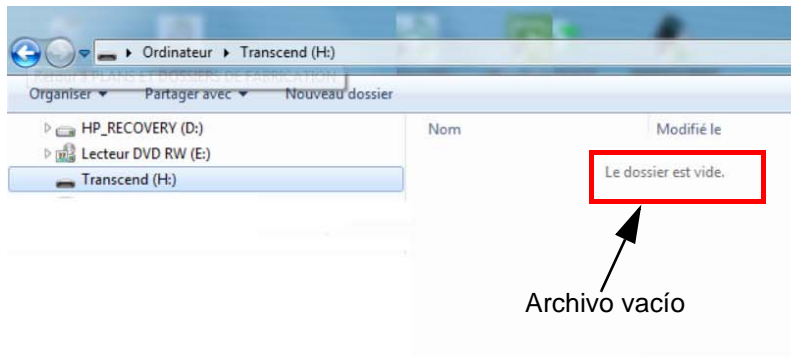 Ordinateur Transcend (H:)
Retour à PLANS ET DOSSIERS DE FABRICATION
Organiser Partager avec Nouveau dossier
HP_RECOVERY (D:)
Nom Modifié le
Lecteur DVD RW (E:)
Le dossier est vide.
Transcend (H:)
Archivo vacío